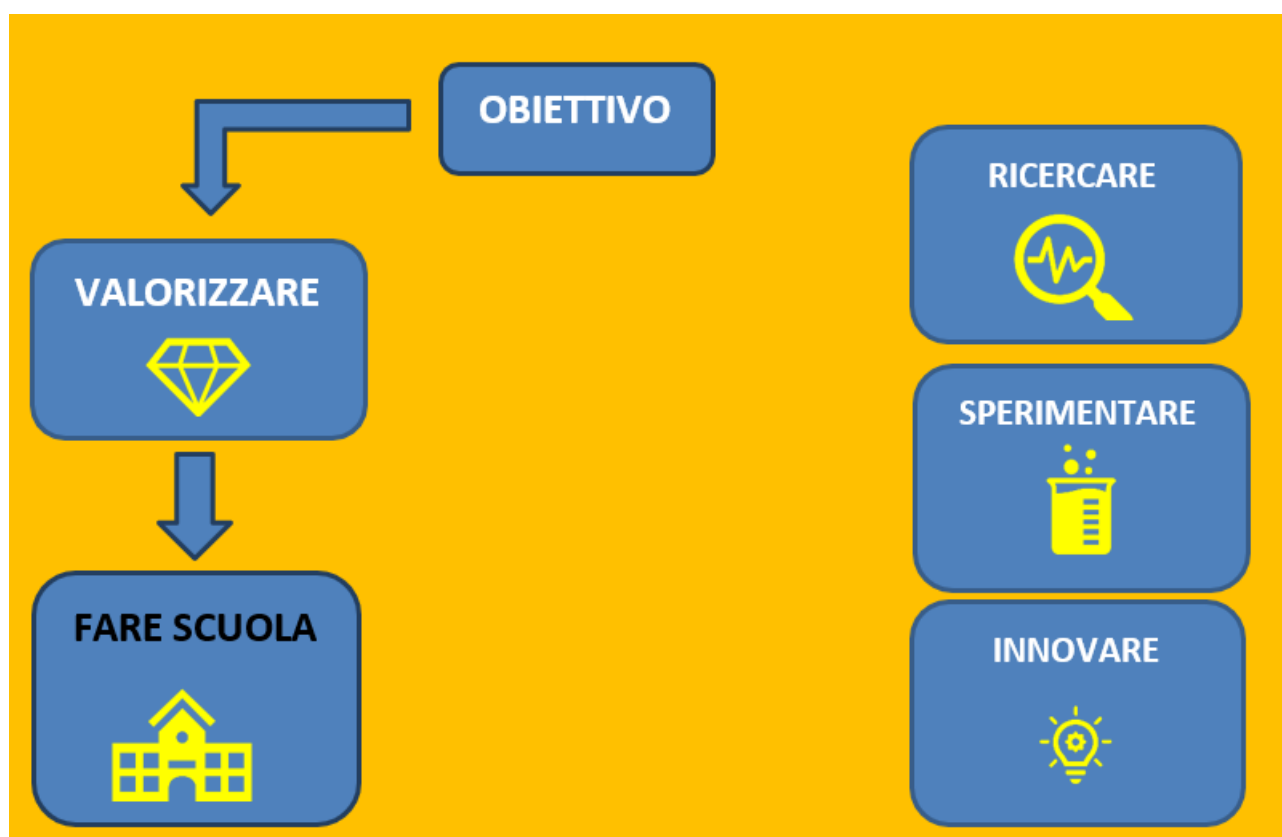 OBIETTIVO
VALORIZZARE
FARE SCUOLA
RICERCARE
SPERIMENTARE
INNOVARE